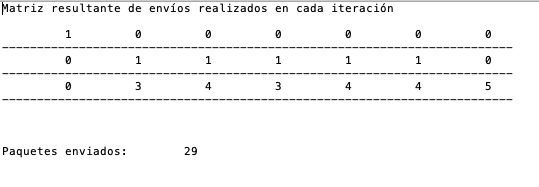 Matriz resultante de envíos realizados en cada iteración
1 0 0 0 0 0 0
0 1 1 1 1 1 0
0 3 4 3 4 4 5
Paquetes enviados: 29